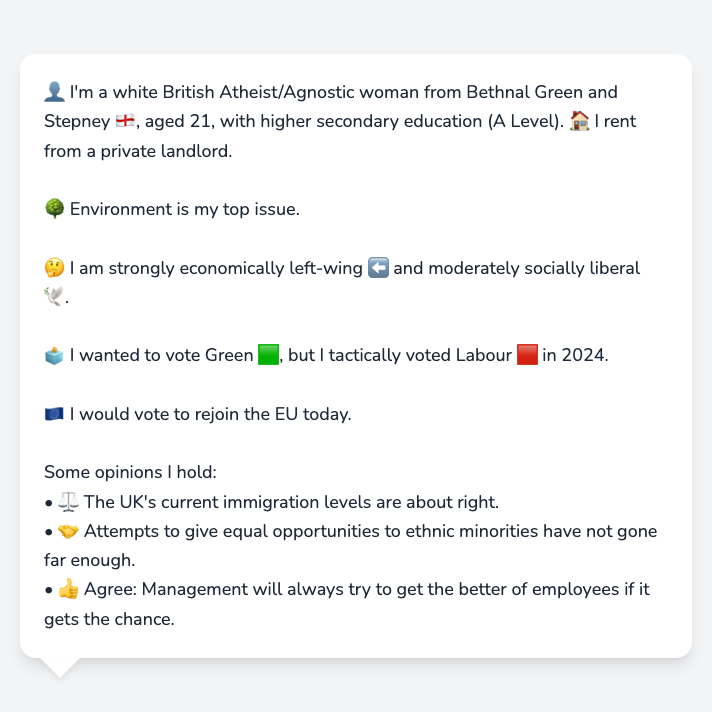 👤 I'm a white British Atheist/Agnostic woman from Bethnal Green and
Stepney 🏴󠁧󠁢󠁥󠁮󠁧󠁿, aged 21, with higher secondary education (A Level). 🏠 I rent
from a private landlord.
🌳 Environment is my top issue.
🤔 I am strongly economically left-wing ⬅️ and moderately socially liberal
🕊️.
🗳️ I wanted to vote Green 🟩, but I tactically voted Labour 🟥 in 2024.
🇪🇺 I would vote to rejoin the EU today.
Some opinions I hold:
• ⚖️ The UK's current immigration levels are about right.
• 🤝 Attempts to give equal opportunities to ethnic minorities have not gone
far enough.
• 👍 Agree: Management will always try to get the better of employees if it
gets the chance.